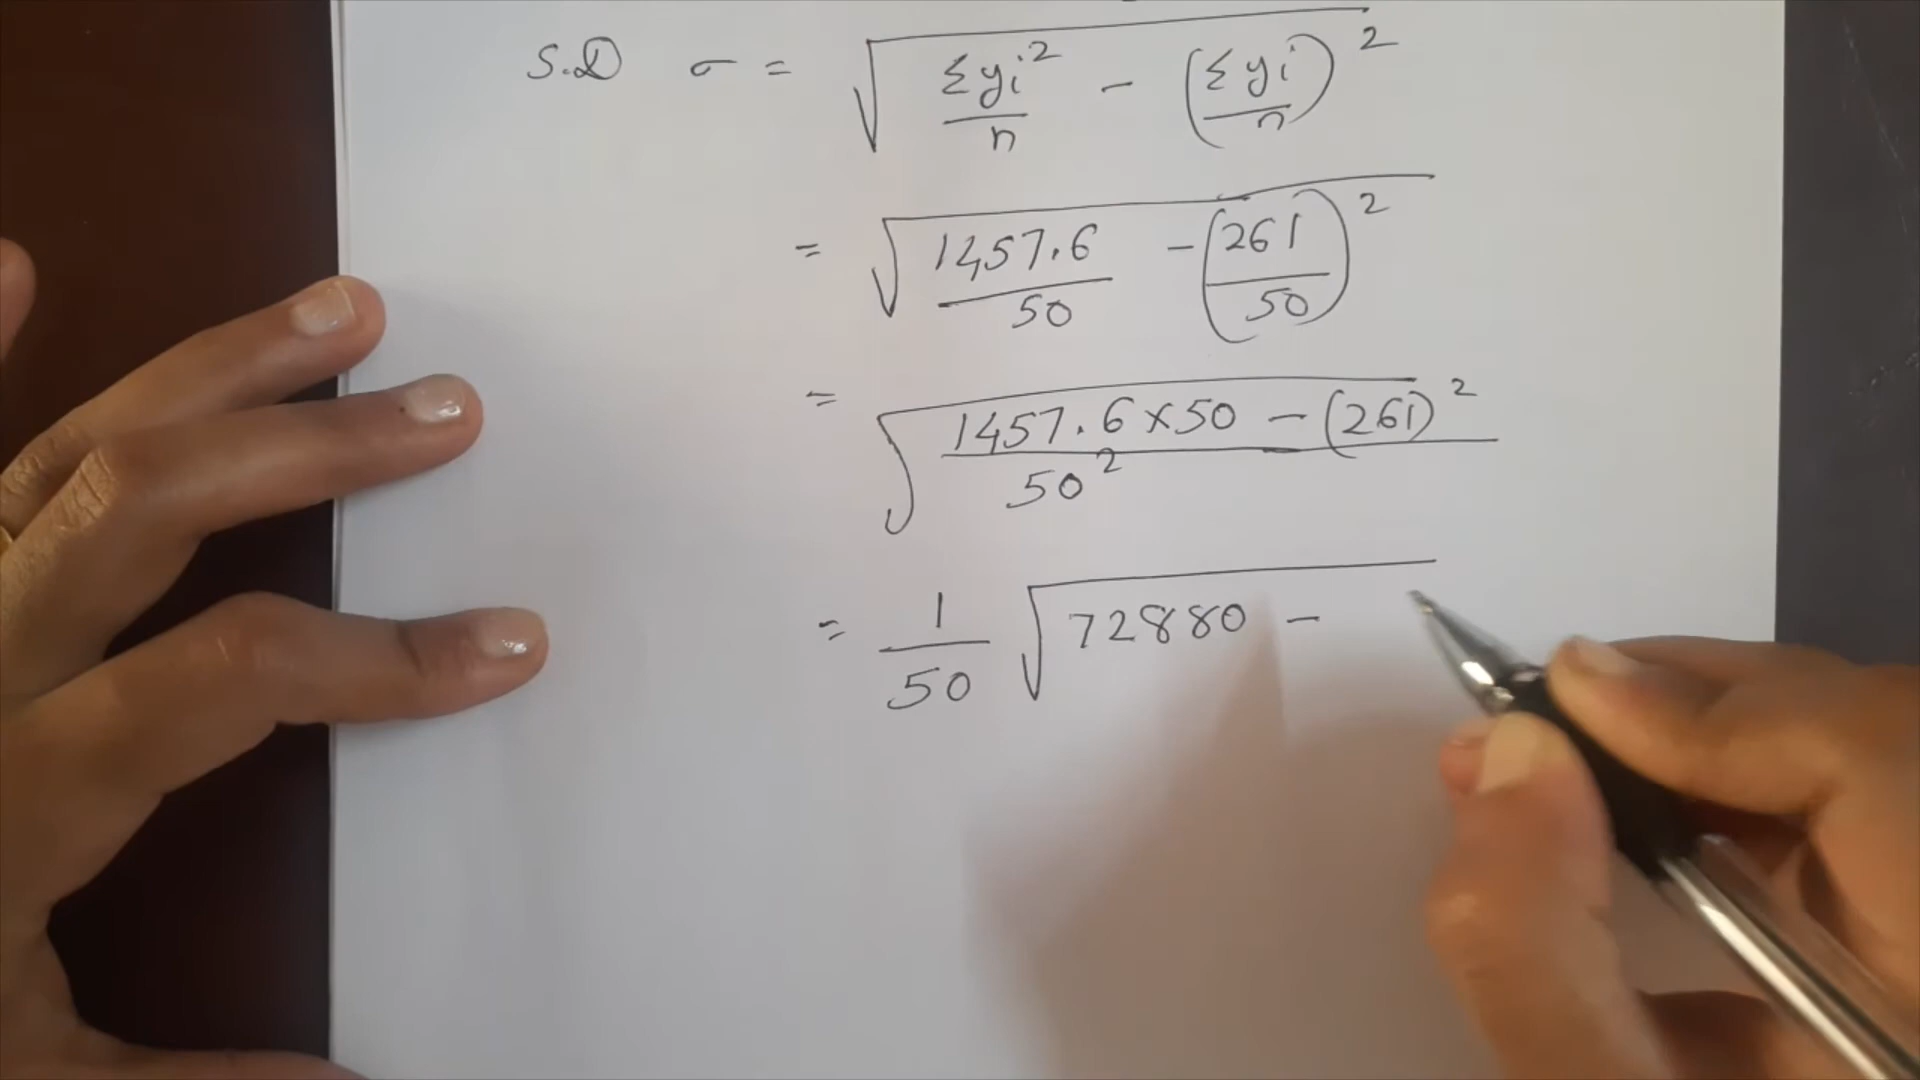 S.D σ = √(Σyi²/n - (Σyi/n)²)
= √(1457.6/50 - (261/50)²)
= √((1457.6×50 - (261)²)/50²)
= 1/50 √(72880 -